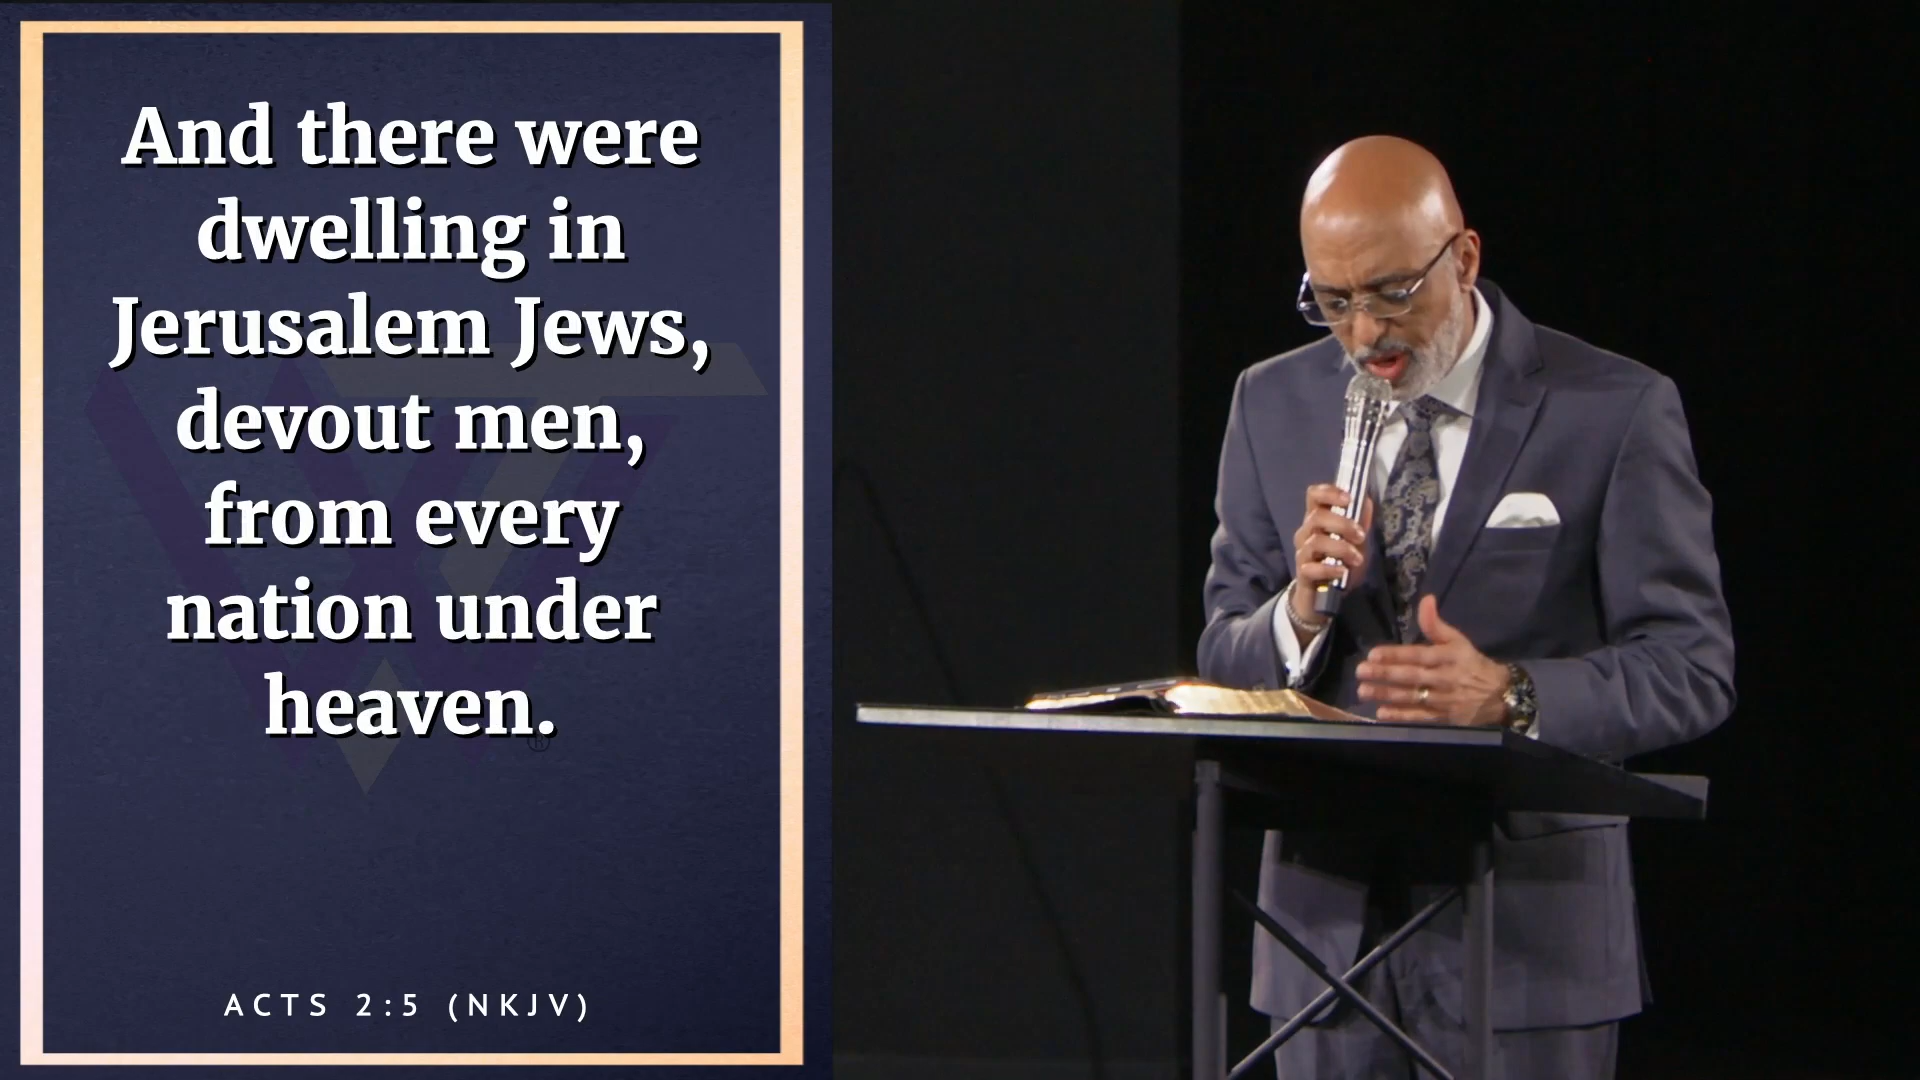 And there were
dwelling in
Jerusalem Jews,
devout men,
from every
nation under
heaven.
®
ACTS 2:5 (NKJV)